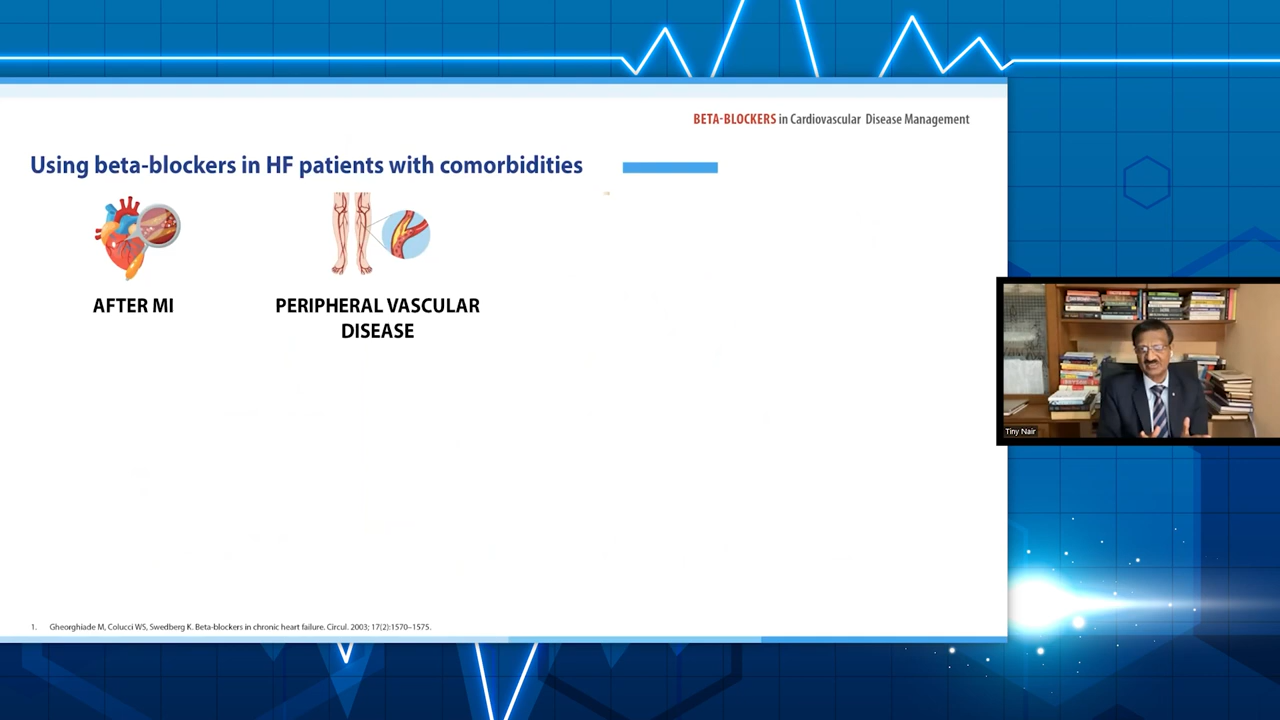 BETA-BLOCKERS in Cardiovascular Disease Management
Using beta-blockers in HF patients with comorbidities
AFTER MI
PERIPHERAL VASCULAR
DISEASE
Tiny Nair
1. Gheorghiade M, Colucci WS, Swedberg K. Beta-blockers in chronic heart failure. Circul. 2003; 17(2):1570–1575.